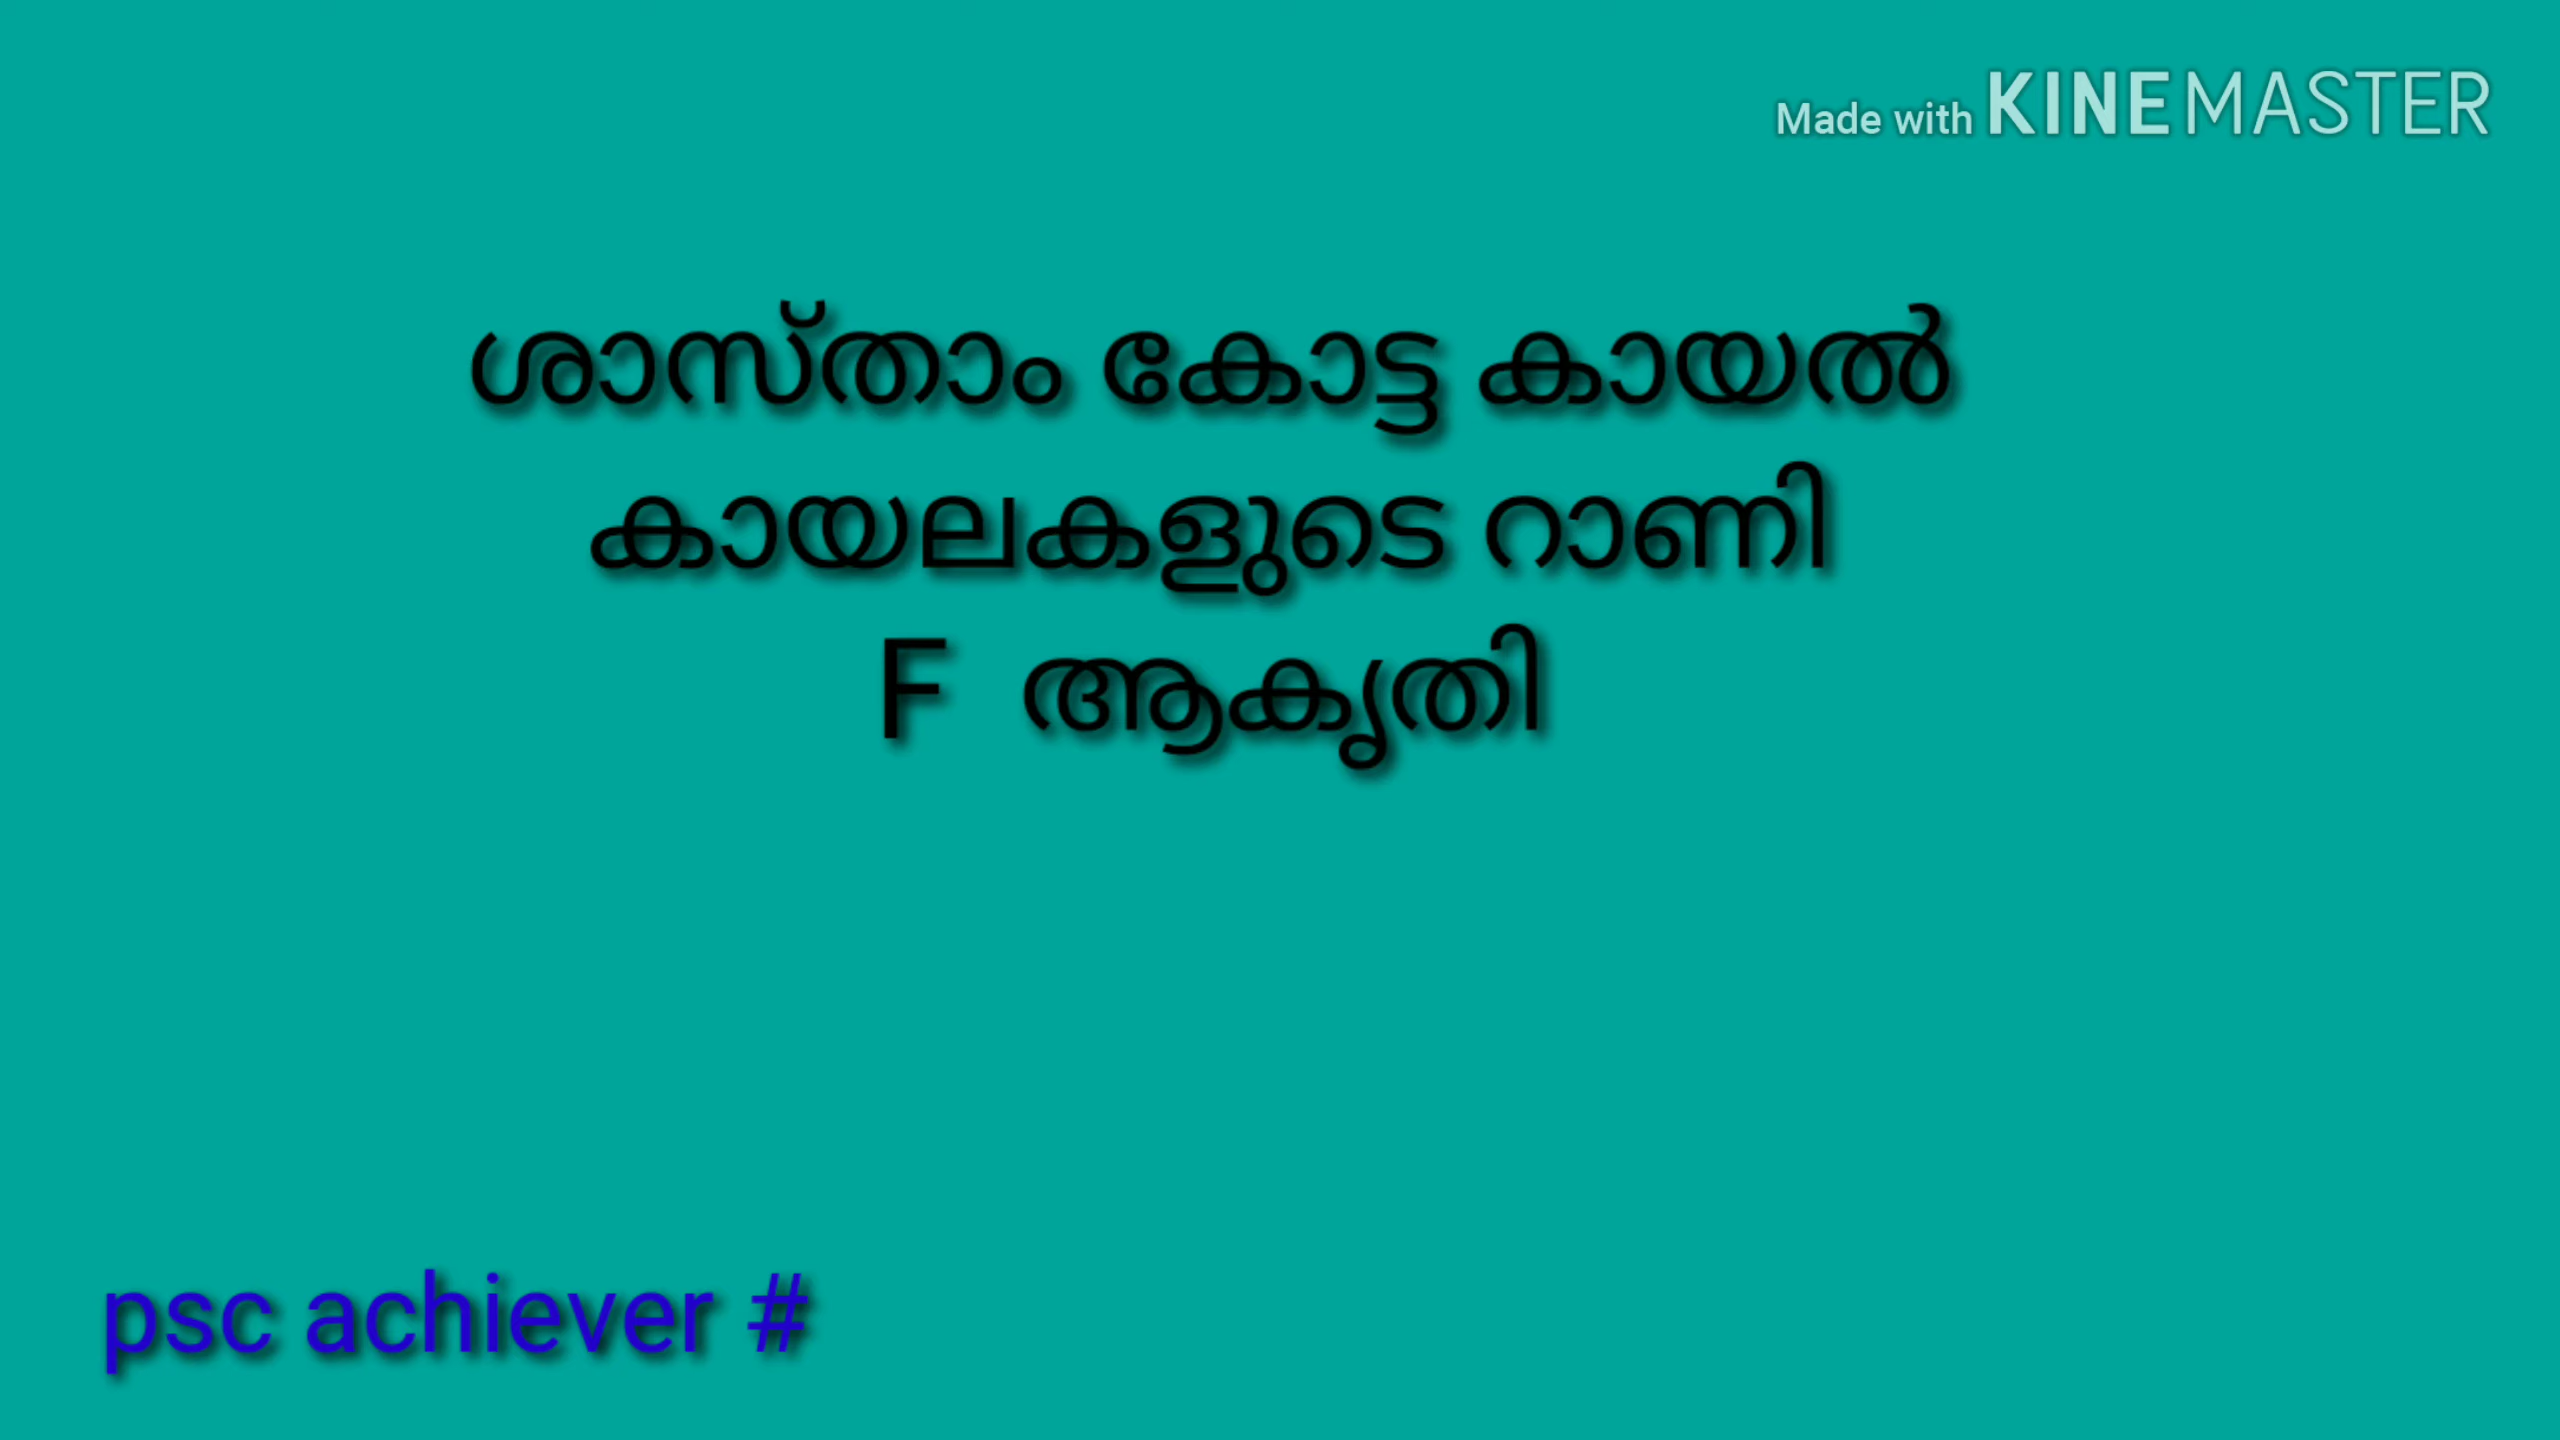 Made with KINEMASTER
ശാസ്താം കോട്ട കായൽ
കായലകളുടെ റാണി
F ആകൃതി
psc achiever #